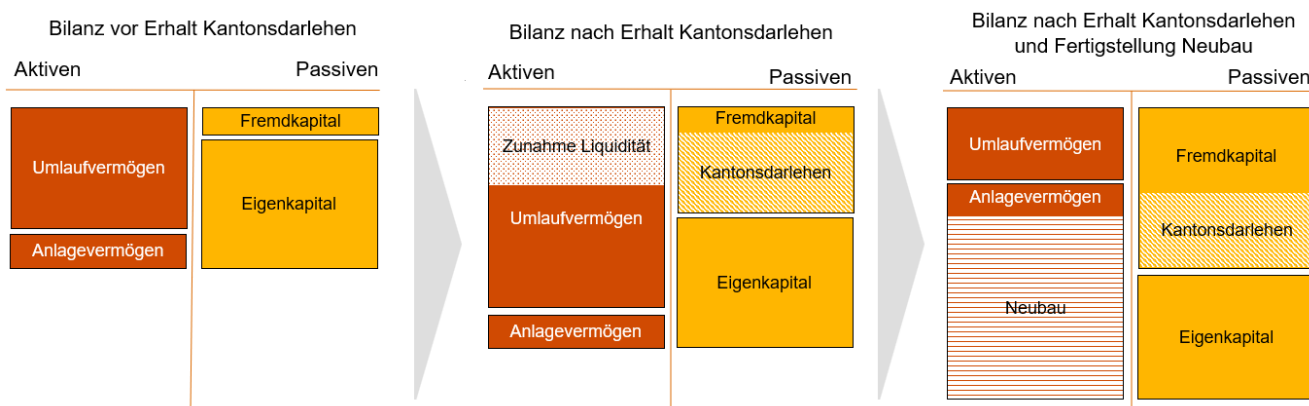 Bilanz vor Erhalt Kantonsdarlehen
Aktiven
Passiven
Umlaufvermögen
Anlagevermögen
Fremdkapital
Eigenkapital
Bilanz nach Erhalt Kantonsdarlehen
Aktiven
Passiven
Zunahme Liquidität
Umlaufvermögen
Anlagevermögen
Fremdkapital
Kantonsdarlehen
Eigenkapital
Bilanz nach Erhalt Kantonsdarlehen
und Fertigstellung Neubau
Aktiven
Passiven
Umlaufvermögen
Anlagevermögen
Neubau
Fremdkapital
Kantonsdarlehen
Eigenkapital